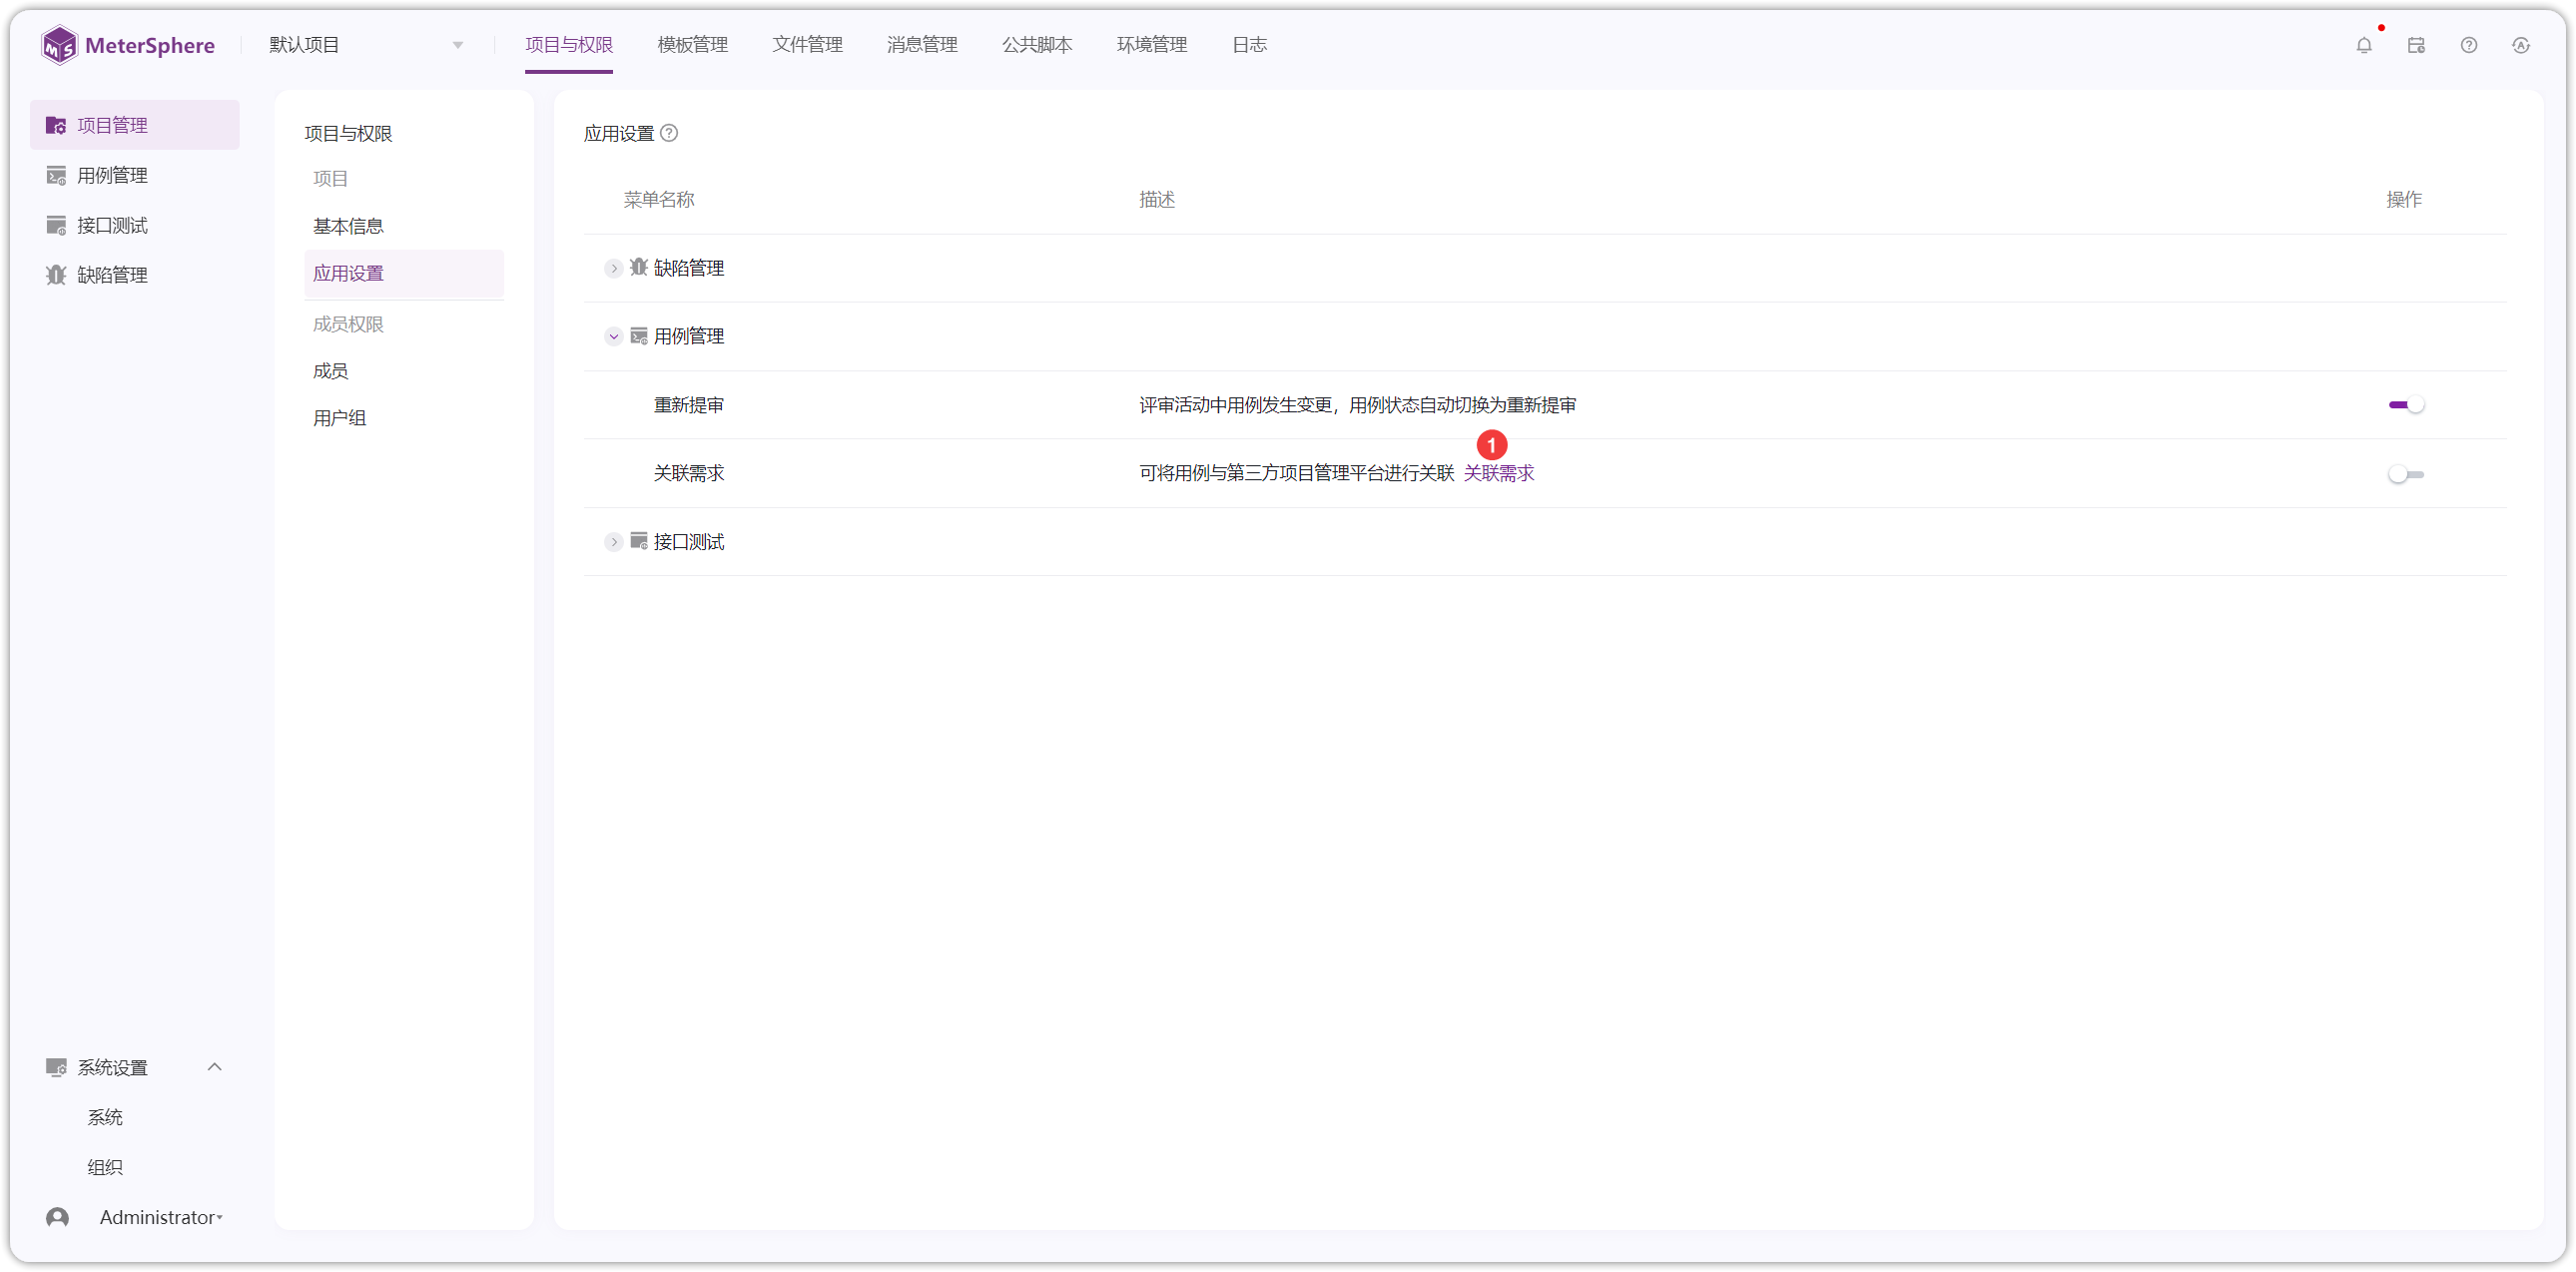 MeterSphere
默认项目
项目与权限
模板管理
文件管理
消息管理
公共脚本
环境管理
日志
项目管理
用例管理
接口测试
缺陷管理
项目与权限
项目
基本信息
应用设置
成员权限
成员
用户组
应用设置
菜单名称 描述 操作
缺陷管理
用例管理
重新提审 评审活动中用例发生变更，用例状态自动切换为重新提审
1
关联需求 可将用例与第三方项目管理平台进行关联 关联需求
接口测试
系统设置
系统
组织
Administrator